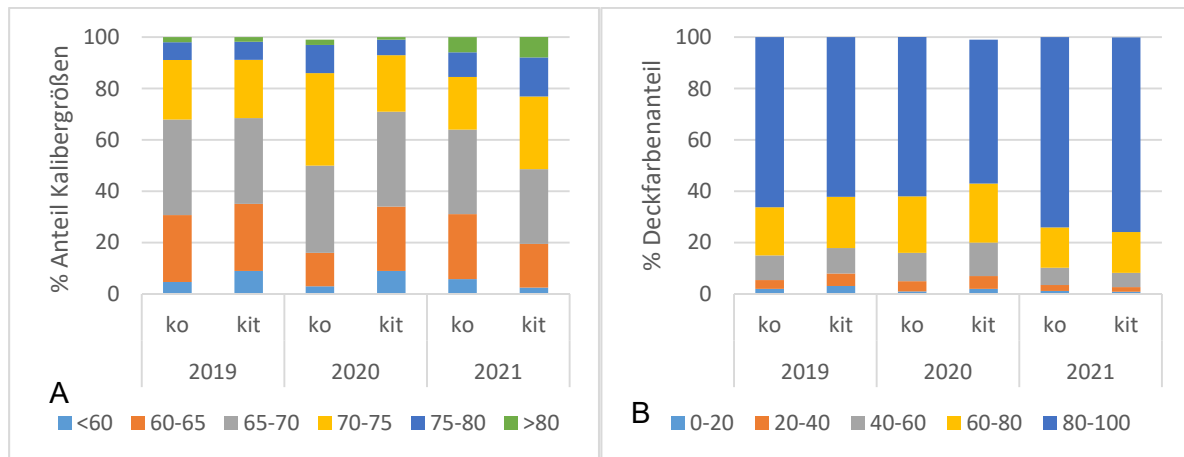 % Anteil Kalibergrößen
100
80
60
40
20
0
ko kit ko kit ko kit
2019 2020 2021
A
<60 60-65 65-70 70-75 75-80 >80
% Deckfarbenanteil
100
80
60
40
20
0
ko kit ko kit ko kit
2019 2020 2021
B
0-20 20-40 40-60 60-80 80-100